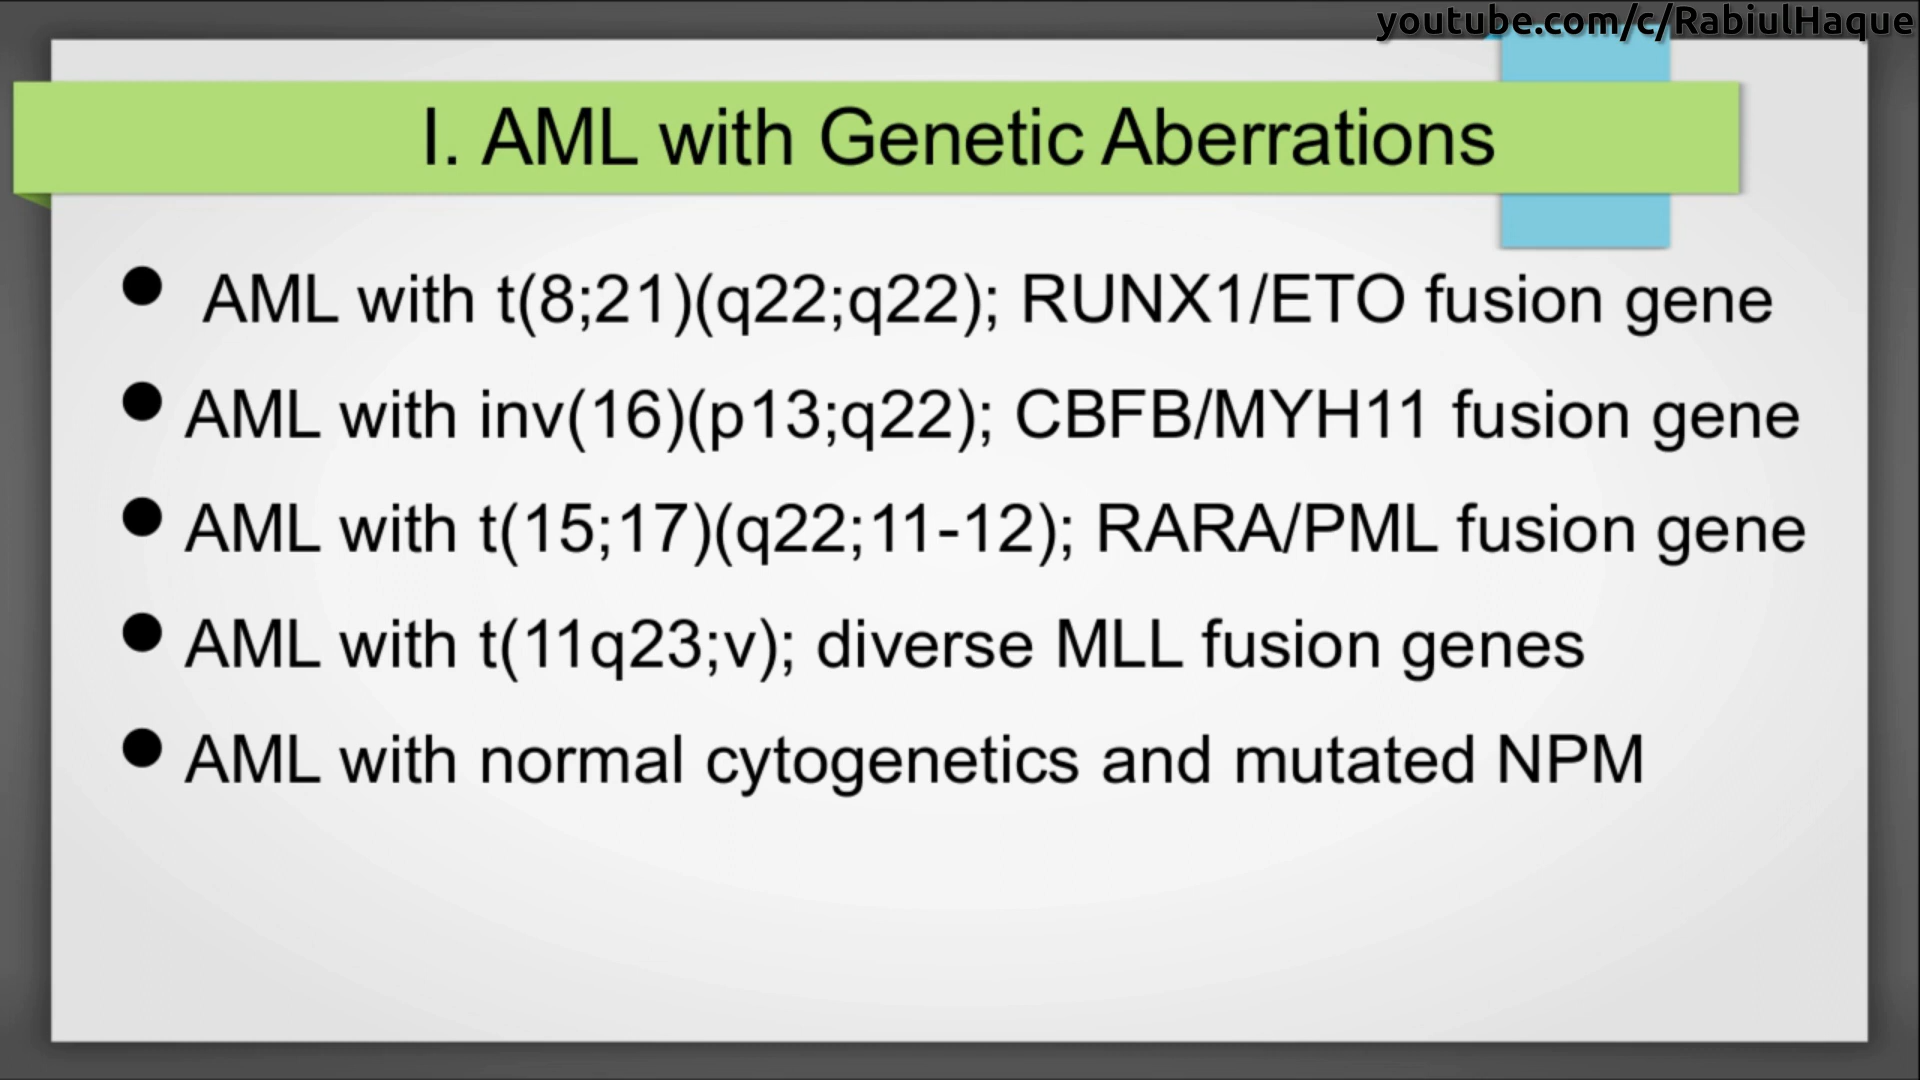 youtube.com/c/RabiulHaque
I. AML with Genetic Aberrations
● AML with t(8;21)(q22;q22); RUNX1/ETO fusion gene
● AML with inv(16)(p13;q22); CBFB/MYH11 fusion gene
● AML with t(15;17)(q22;11-12); RARA/PML fusion gene
● AML with t(11q23;v); diverse MLL fusion genes
● AML with normal cytogenetics and mutated NPM